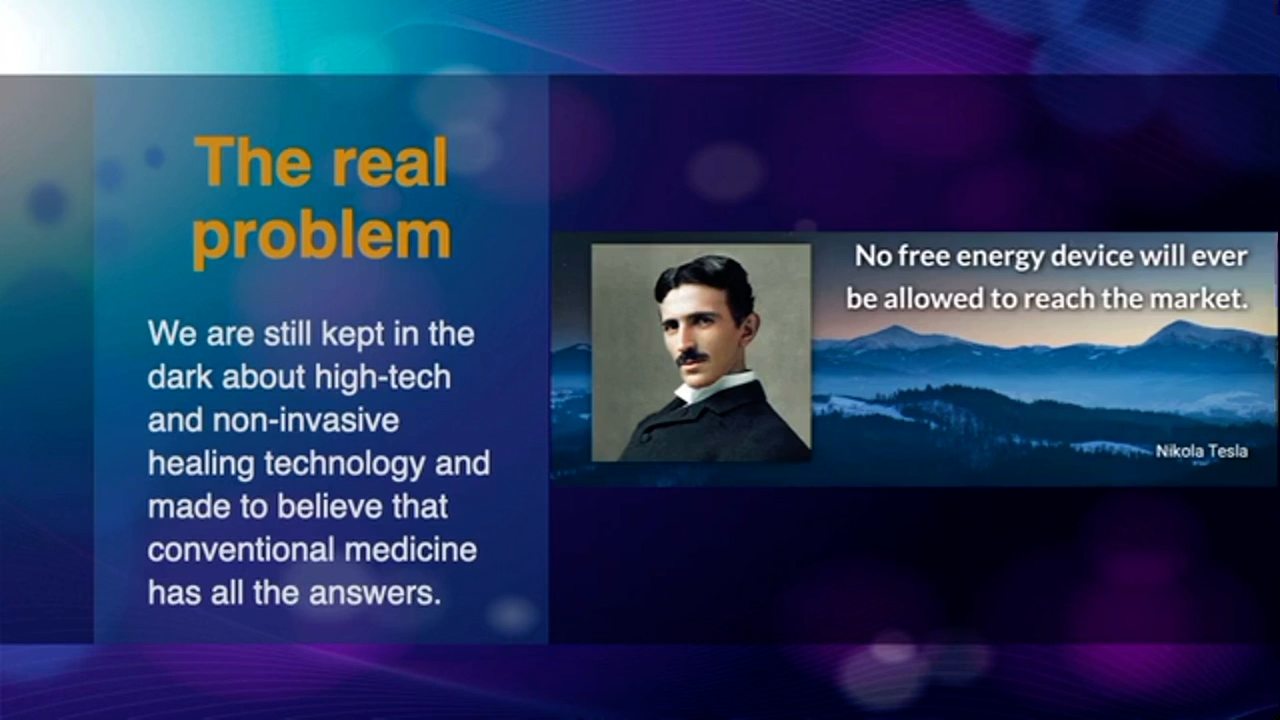 The real
problem
We are still kept in the
dark about high-tech
and non-invasive
healing technology and
made to believe that
conventional medicine
has all the answers.
No free energy device will ever
be allowed to reach the market.
Nikola Tesla